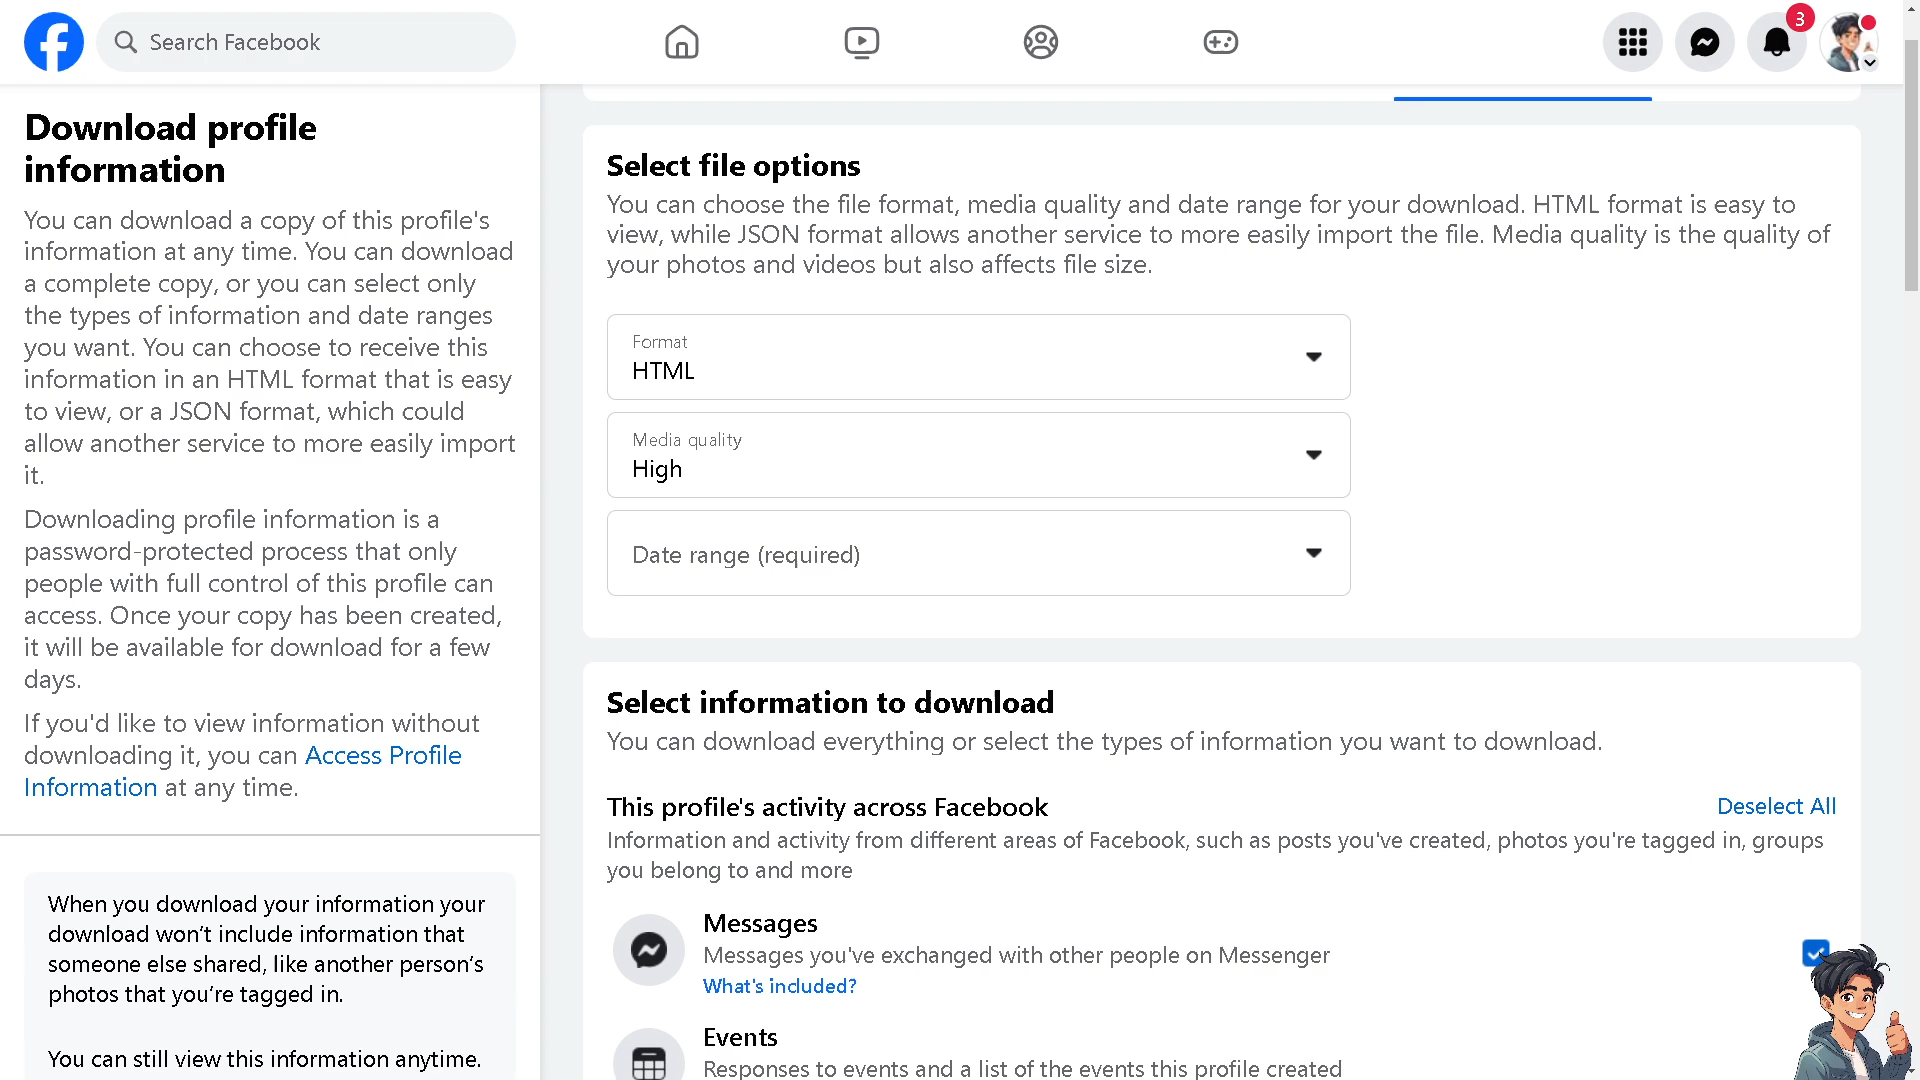 Search Facebook
3
Download profile
information
You can download a copy of this profile's
information at any time. You can download
a complete copy, or you can select only
the types of information and date ranges
you want. You can choose to receive this
information in an HTML format that is easy
to view, or a JSON format, which could
allow another service to more easily import
it.
Downloading profile information is a
password-protected process that only
people with full control of this profile can
access. Once your copy has been created,
it will be available for download for a few
days.
If you'd like to view information without
downloading it, you can Access Profile
Information at any time.
When you download your information your
download won’t include information that
someone else shared, like another person’s
photos that you’re tagged in.
You can still view this information anytime.
Select file options
You can choose the file format, media quality and date range for your download. HTML format is easy to
view, while JSON format allows another service to more easily import the file. Media quality is the quality of
your photos and videos but also affects file size.
Format
HTML
Media quality
High
Date range (required)
Select information to download
You can download everything or select the types of information you want to download.
This profile's activity across Facebook
Deselect All
Information and activity from different areas of Facebook, such as posts you've created, photos you're tagged in, groups
you belong to and more
Messages
Messages you've exchanged with other people on Messenger
What's included?
Events
Responses to events and a list of the events this profile created